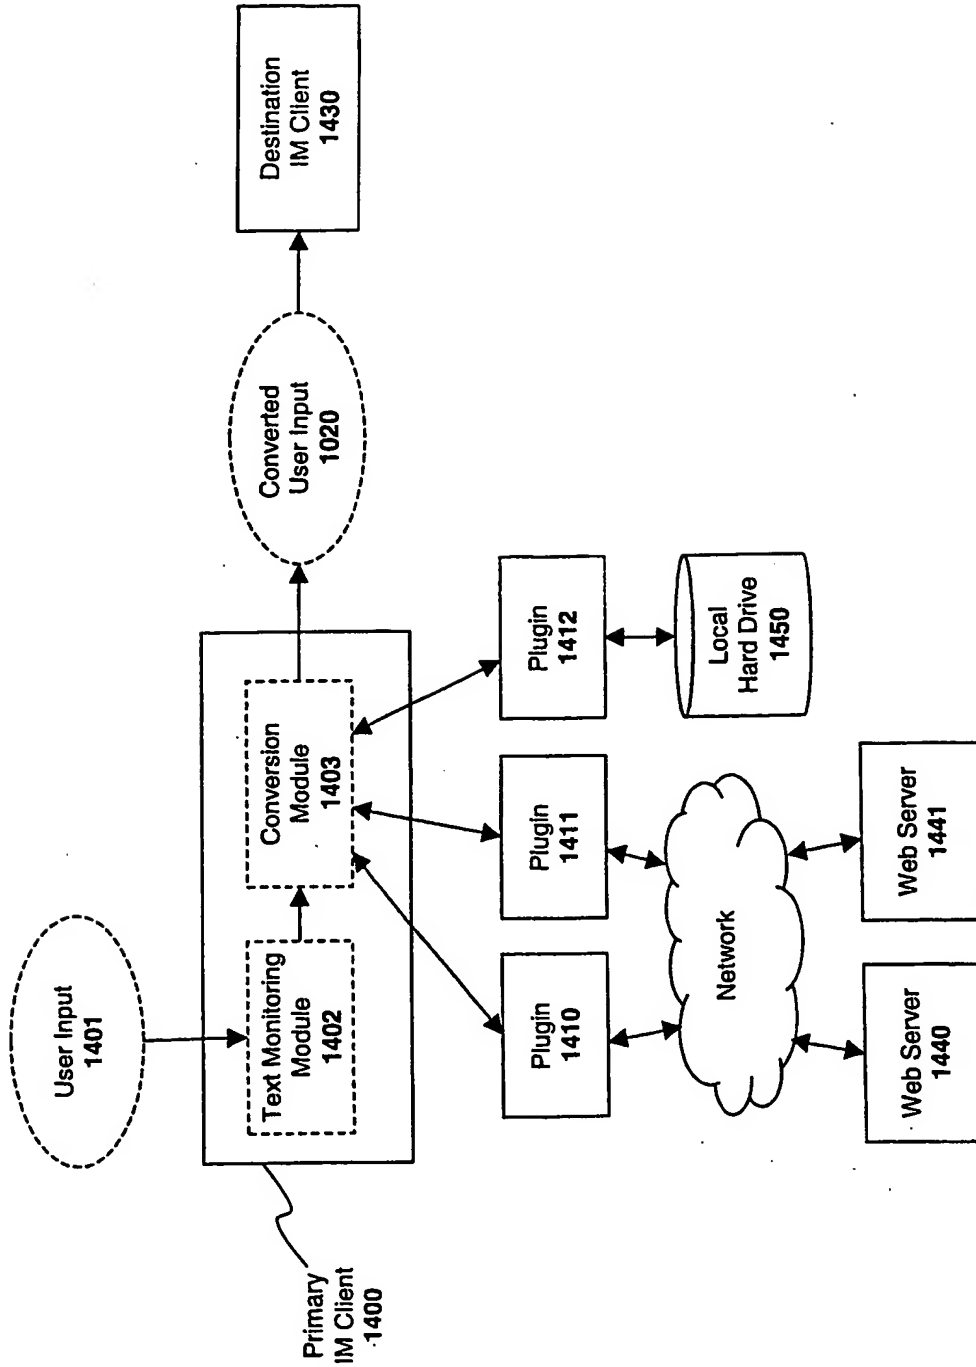 User Input
1401
Primary
IM Client
1400
Text Monitoring
Module
1402
Conversion
Module
1403
Converted
User Input
1020
Destination
IM Client
1430
Plugin
1410
Plugin
1411
Plugin
1412
Network
Local
Hard Drive
1450
Web Server
1440
Web Server
1441